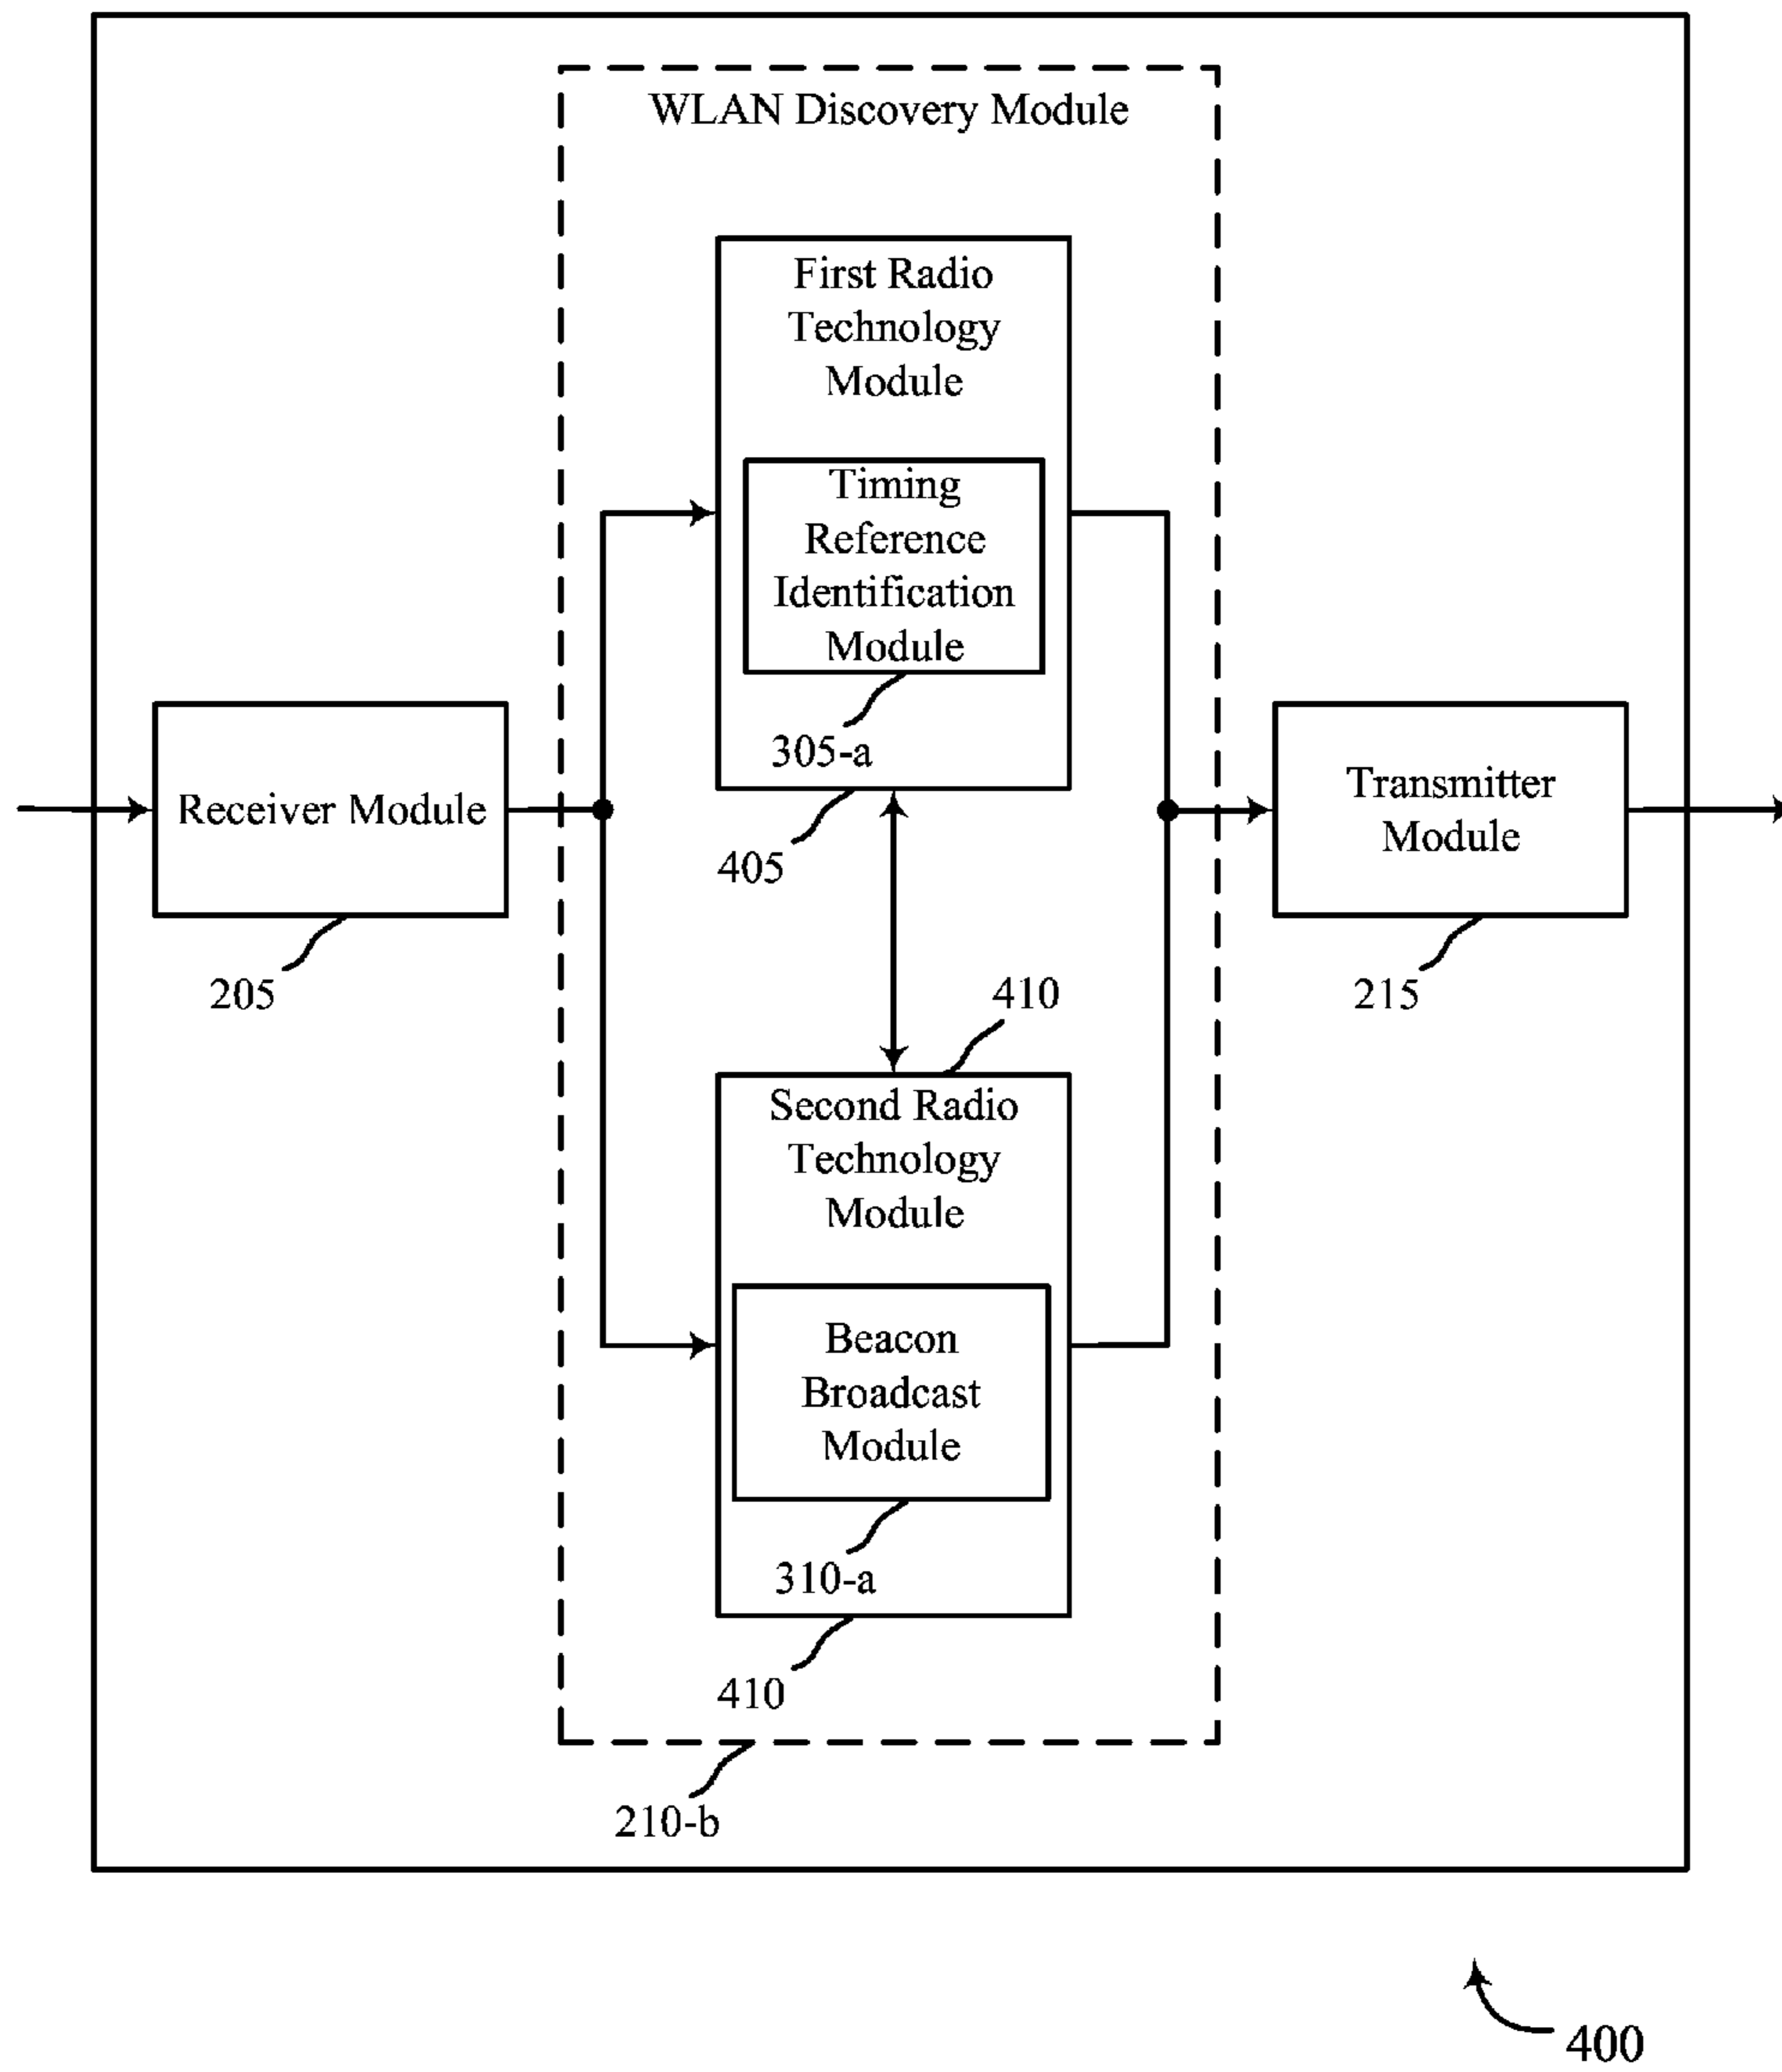 WLAN Discovery Module
First Radio
Technology
Module
Timing
Reference
Identification
Module
305-a
405
Receiver Module
205
Transmitter
Module
215
410
Second Radio
Technology
Module
Beacon
Broadcast
Module
310-a
410
210-b
400